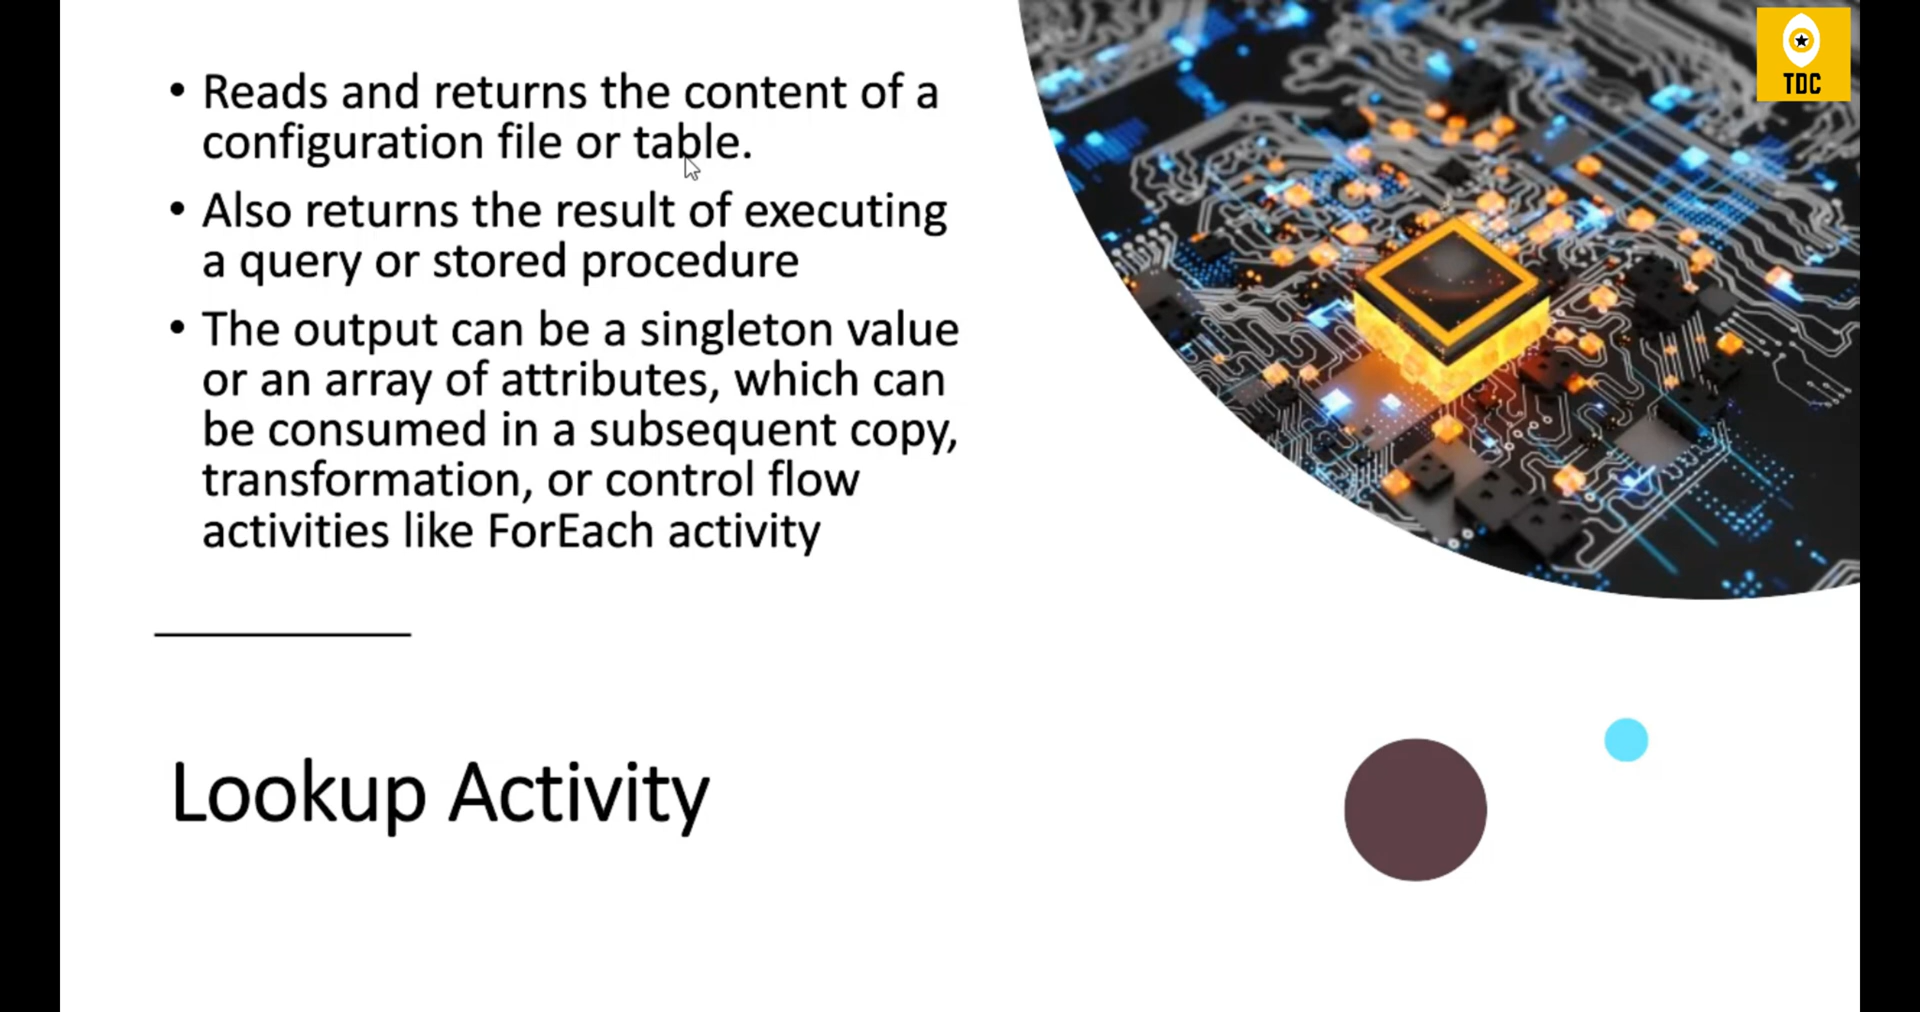 • Reads and returns the content of a
configuration file or table.
• Also returns the result of executing
a query or stored procedure
• The output can be a singleton value
or an array of attributes, which can
be consumed in a subsequent copy,
transformation, or control flow
activities like ForEach activity
Lookup Activity
TDC